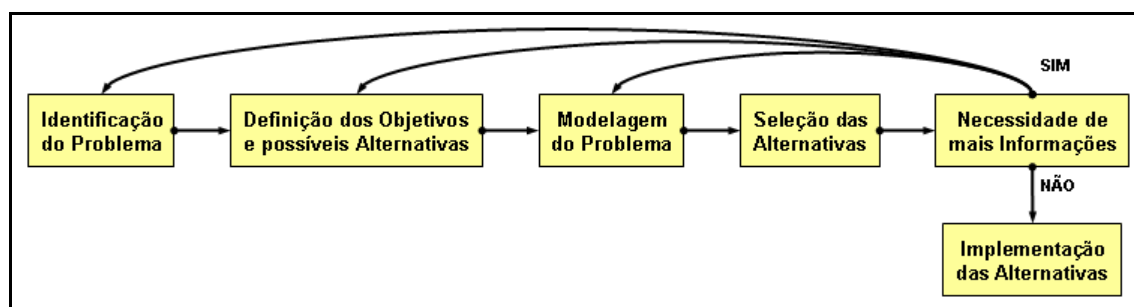 SIM
Identificação
do Problema
Definição dos Objetivos
e possíveis Alternativas
Modelagem
do Problema
Seleção das
Alternativas
Necessidade de
mais Informações
NÃO
Implementação
das Alternativas